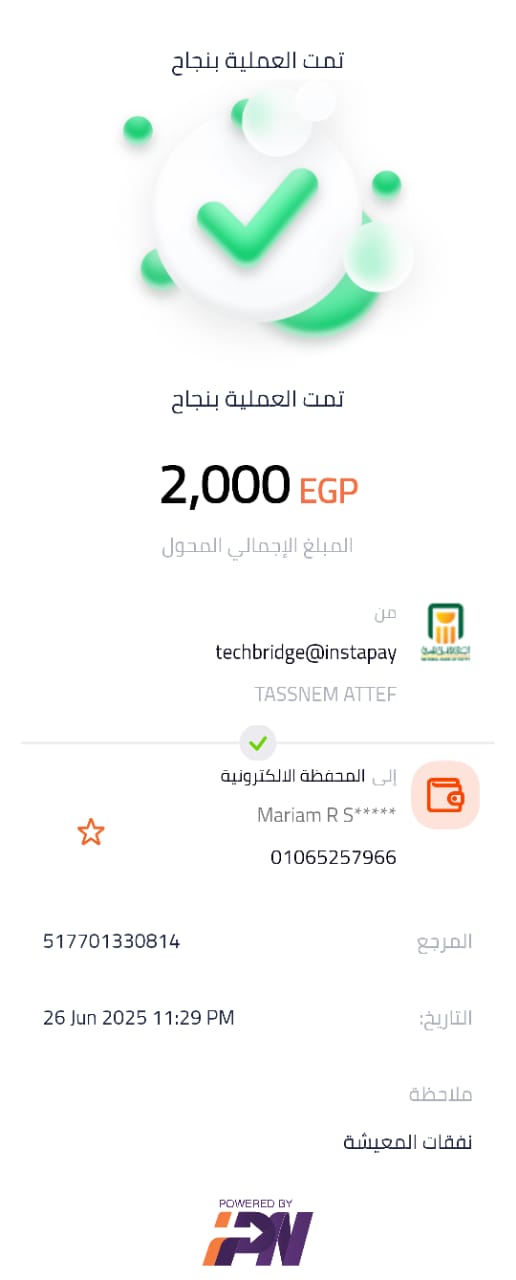 تمت العملية بنجاح
تمت العملية بنجاح
2,000 EGP
المبلغ الإجمالي المحول
من
techbridge@instapay
TASSNEM ATTEF
إلى المحفظة الالكترونية
Mariam R S*****
01065257966
المرجع 517701330814
التاريخ: 26 Jun 2025 11:29 PM
ملاحظة
نفقات المعيشة
POWERED BY
IPN